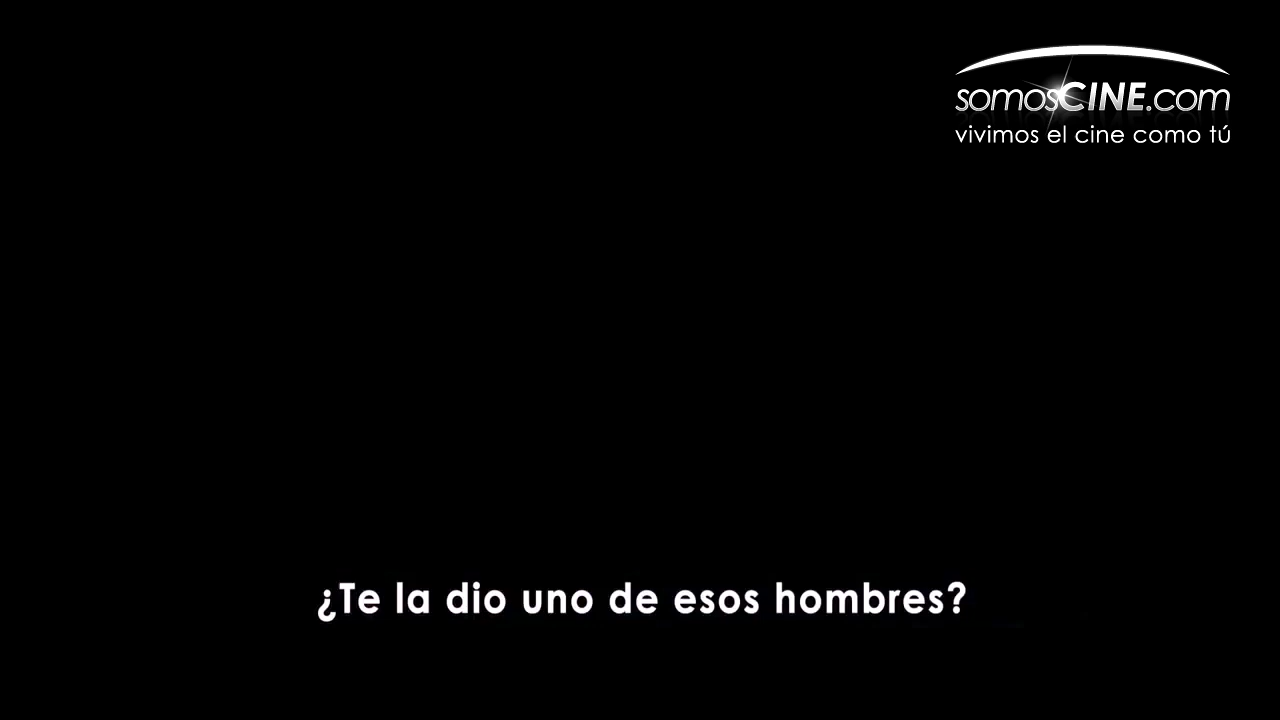 somosCINE.com
vivimos el cine como tú
¿Te la dio uno de esos hombres?